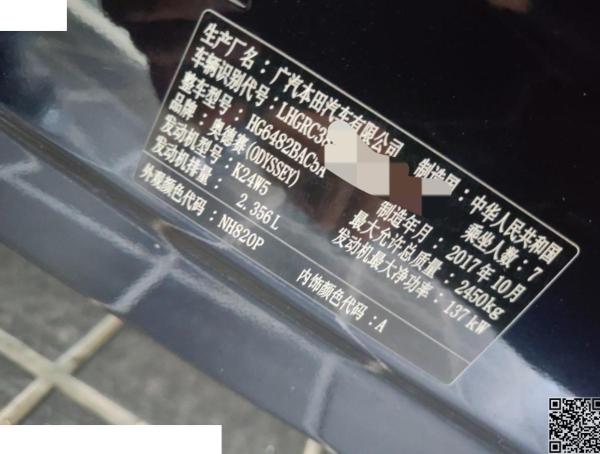 生产厂名：广汽本田汽车有限公司 制造国：中华人民共和国
车辆识别代号：LHGRC3 乘坐人数：7
整车型号：HG6482BAC5A 制造年月：2017年10月
品牌：奥德赛(ODYSSEY) 最大允许总质量：2450kg
发动机型号：K24W5 发动机最大净功率：137kW
发动机排量：2.356L
外观颜色代码：NH820P 内饰颜色代码：A